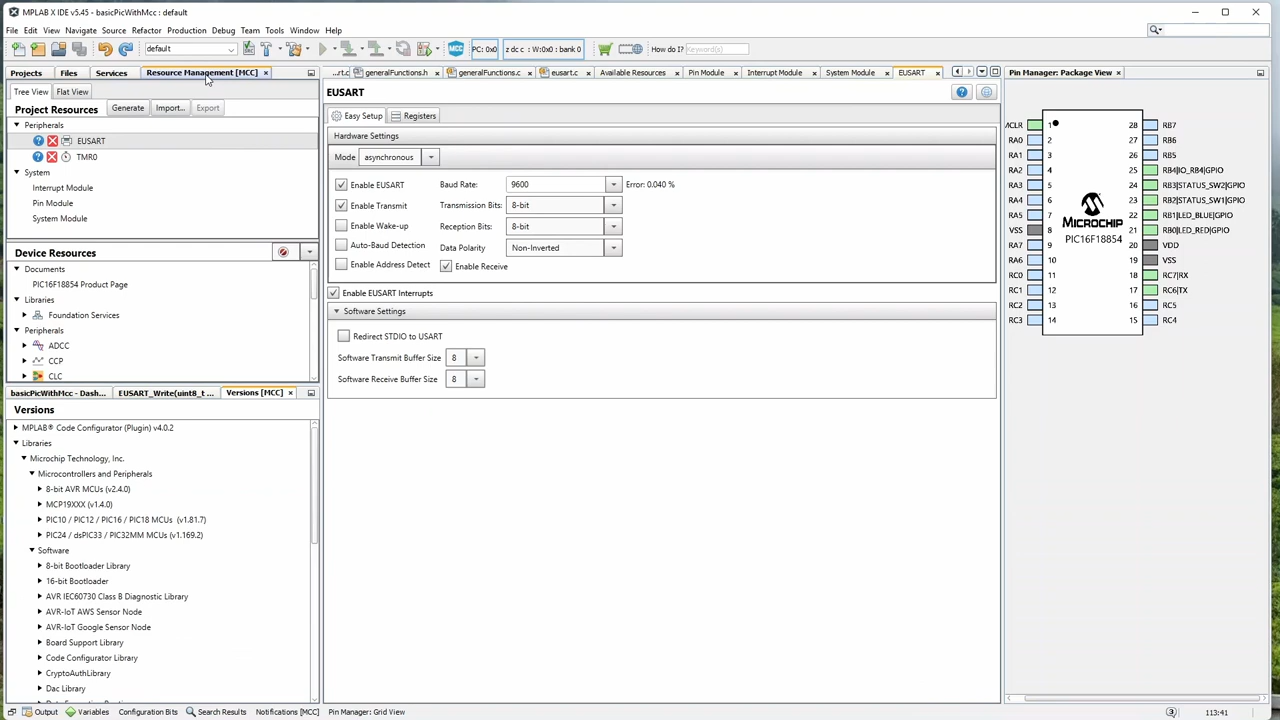 MPLAB X IDE v5.45 - basicPicWithMcc : default
File Edit View Navigate Source Refactor Production Debug Team Tools Window Help
default PC: 0x0 z dc c : W:0x0 : bank 0 How do I? Keyword(s)
Projects Files Services Resource Management [MCC]
...rt.c generalFunctions.h generalFunctions.c eusart.c Available Resources Pin Module Interrupt Module System Module EUSART
Pin Manager: Package View
Tree View Flat View
Project Resources Generate Import... Export
Peripherals
EUSART
TMR0
System
Interrupt Module
Pin Module
System Module
Device Resources
Documents
PIC16F18854 Product Page
Libraries
Foundation Services
Peripherals
ADCC
CCP
CLC
basicPicWithMcc - Dash... EUSART_Write(uint8_t ... Versions [MCC]
Versions
MPLAB® Code Configurator (Plugin) v4.0.2
Libraries
Microchip Technology, Inc.
Microcontrollers and Peripherals
8-bit AVR MCUs (v2.4.0)
MCP19XXX (v1.4.0)
PIC10 / PIC12 / PIC16 / PIC18 MCUs (v1.81.7)
PIC24 / dsPIC33 / PIC32MM MCUs (v1.169.2)
Software
8-bit Bootloader Library
16-bit Bootloader
AVR IEC60730 Class B Diagnostic Library
AVR-IoT AWS Sensor Node
AVR-IoT Google Sensor Node
Board Support Library
Code Configurator Library
CryptoAuthLibrary
Dac Library
EUSART
Easy Setup Registers
Hardware Settings
Mode asynchronous
Enable EUSART Baud Rate: 9600 Error: 0.040 %
Enable Transmit Transmission Bits: 8-bit
Enable Wake-up Reception Bits: 8-bit
Auto-Baud Detection Data Polarity Non-Inverted
Enable Address Detect Enable Receive
Enable EUSART Interrupts
Software Settings
Redirect STDIO to USART
Software Transmit Buffer Size 8
Software Receive Buffer Size 8
MCLR 1 28 RB7
RA0 2 27 RB6
RA1 3 26 RB5
RA2 4 25 RB4|IO_RB4|GPIO
RA3 5 24 RB3|STATUS_SW2|GPIO
RA4 6 23 RB2|STATUS_SW1|GPIO
RA5 7 22 RB1|LED_BLUE|GPIO
VSS 8 21 RB0|LED_RED|GPIO
RA7 9 20 VDD
RA6 10 19 VSS
RC0 11 18 RC7|RX
RC1 12 17 RC6|TX
RC2 13 16 RC5
RC3 14 15 RC4
MICROCHIP
PIC16F18854
Output Variables Configuration Bits Search Results Notifications [MCC] Pin Manager: Grid View 3 113:41